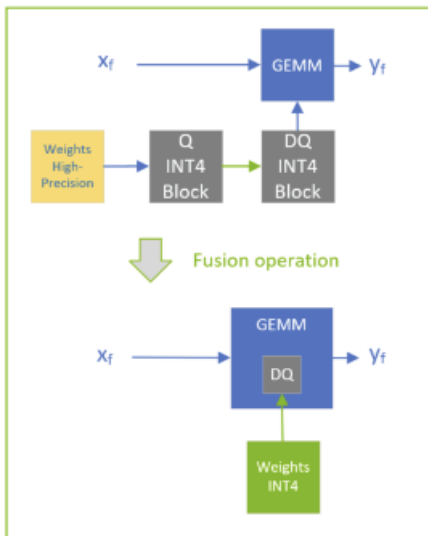 x_f
GEMM
y_f
Weights
High-
Precision
Q
INT4
Block
DQ
INT4
Block
Fusion operation
GEMM
x_f
DQ
y_f
Weights
INT4